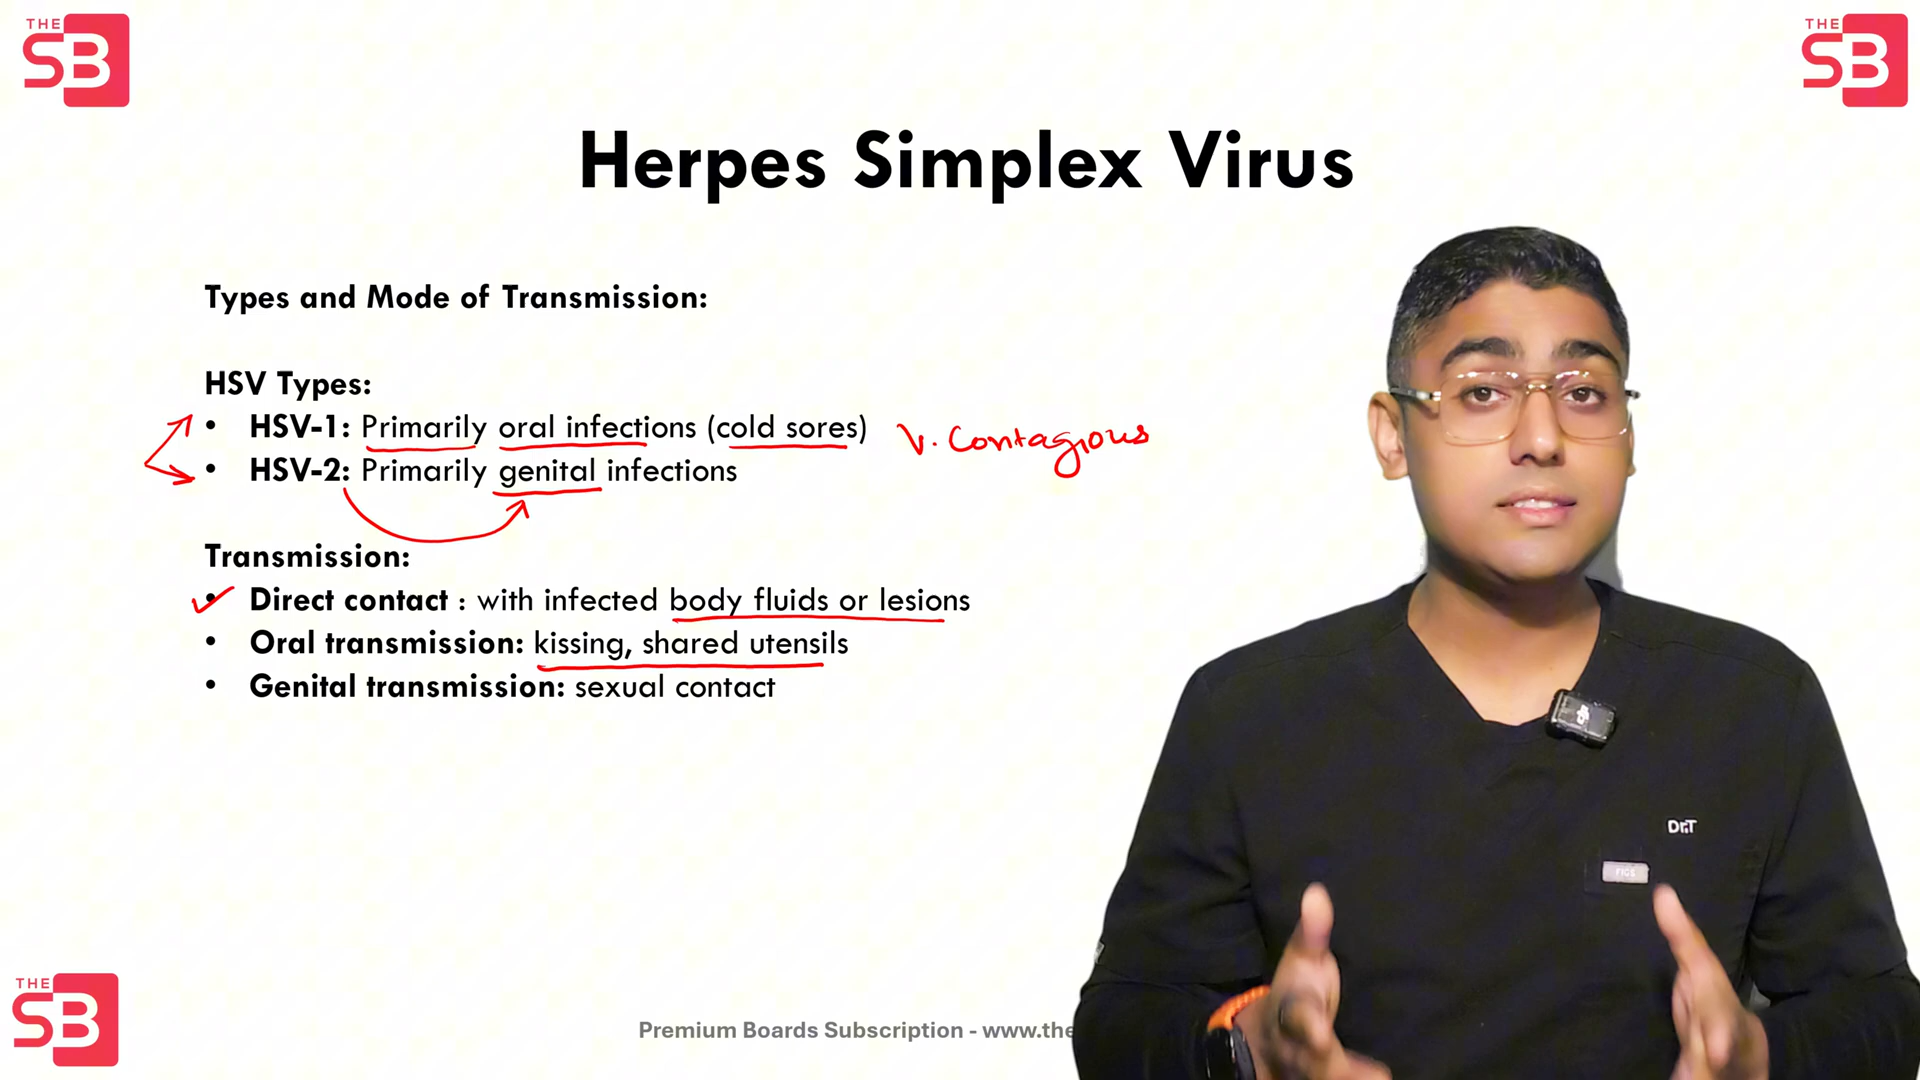 THE
SB
THE
SB
Herpes Simplex Virus
Types and Mode of Transmission:
HSV Types:
• HSV-1: Primarily oral infections (cold sores) V. Contagious
• HSV-2: Primarily genital infections
Transmission:
• Direct contact : with infected body fluids or lesions
• Oral transmission: kissing, shared utensils
• Genital transmission: sexual contact
Dr.T
FIGS
THE
SB
Premium Boards Subscription - www.the